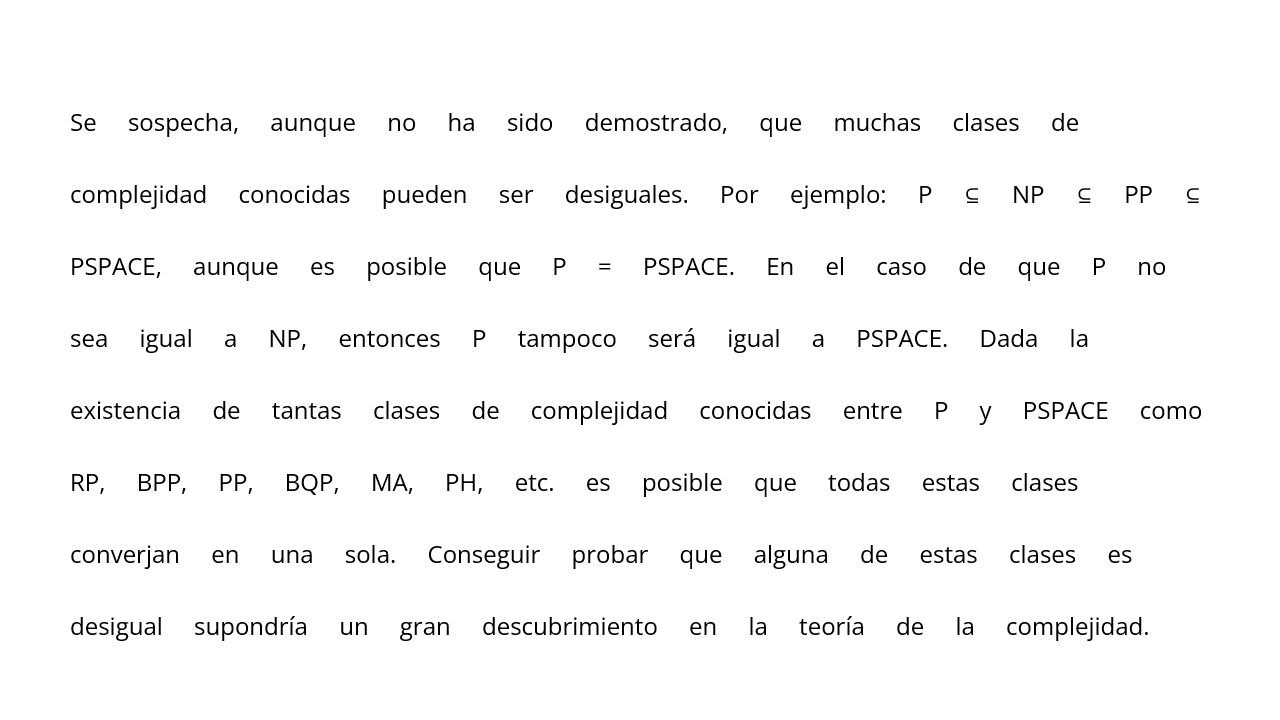 Se sospecha, aunque no ha sido demostrado, que muchas clases de
complejidad conocidas pueden ser desiguales. Por ejemplo: P ⊆ NP ⊆ PP ⊆
PSPACE, aunque es posible que P = PSPACE. En el caso de que P no
sea igual a NP, entonces P tampoco será igual a PSPACE. Dada la
existencia de tantas clases de complejidad conocidas entre P y PSPACE como
RP, BPP, PP, BQP, MA, PH, etc. es posible que todas estas clases
converjan en una sola. Conseguir probar que alguna de estas clases es
desigual supondría un gran descubrimiento en la teoría de la complejidad.